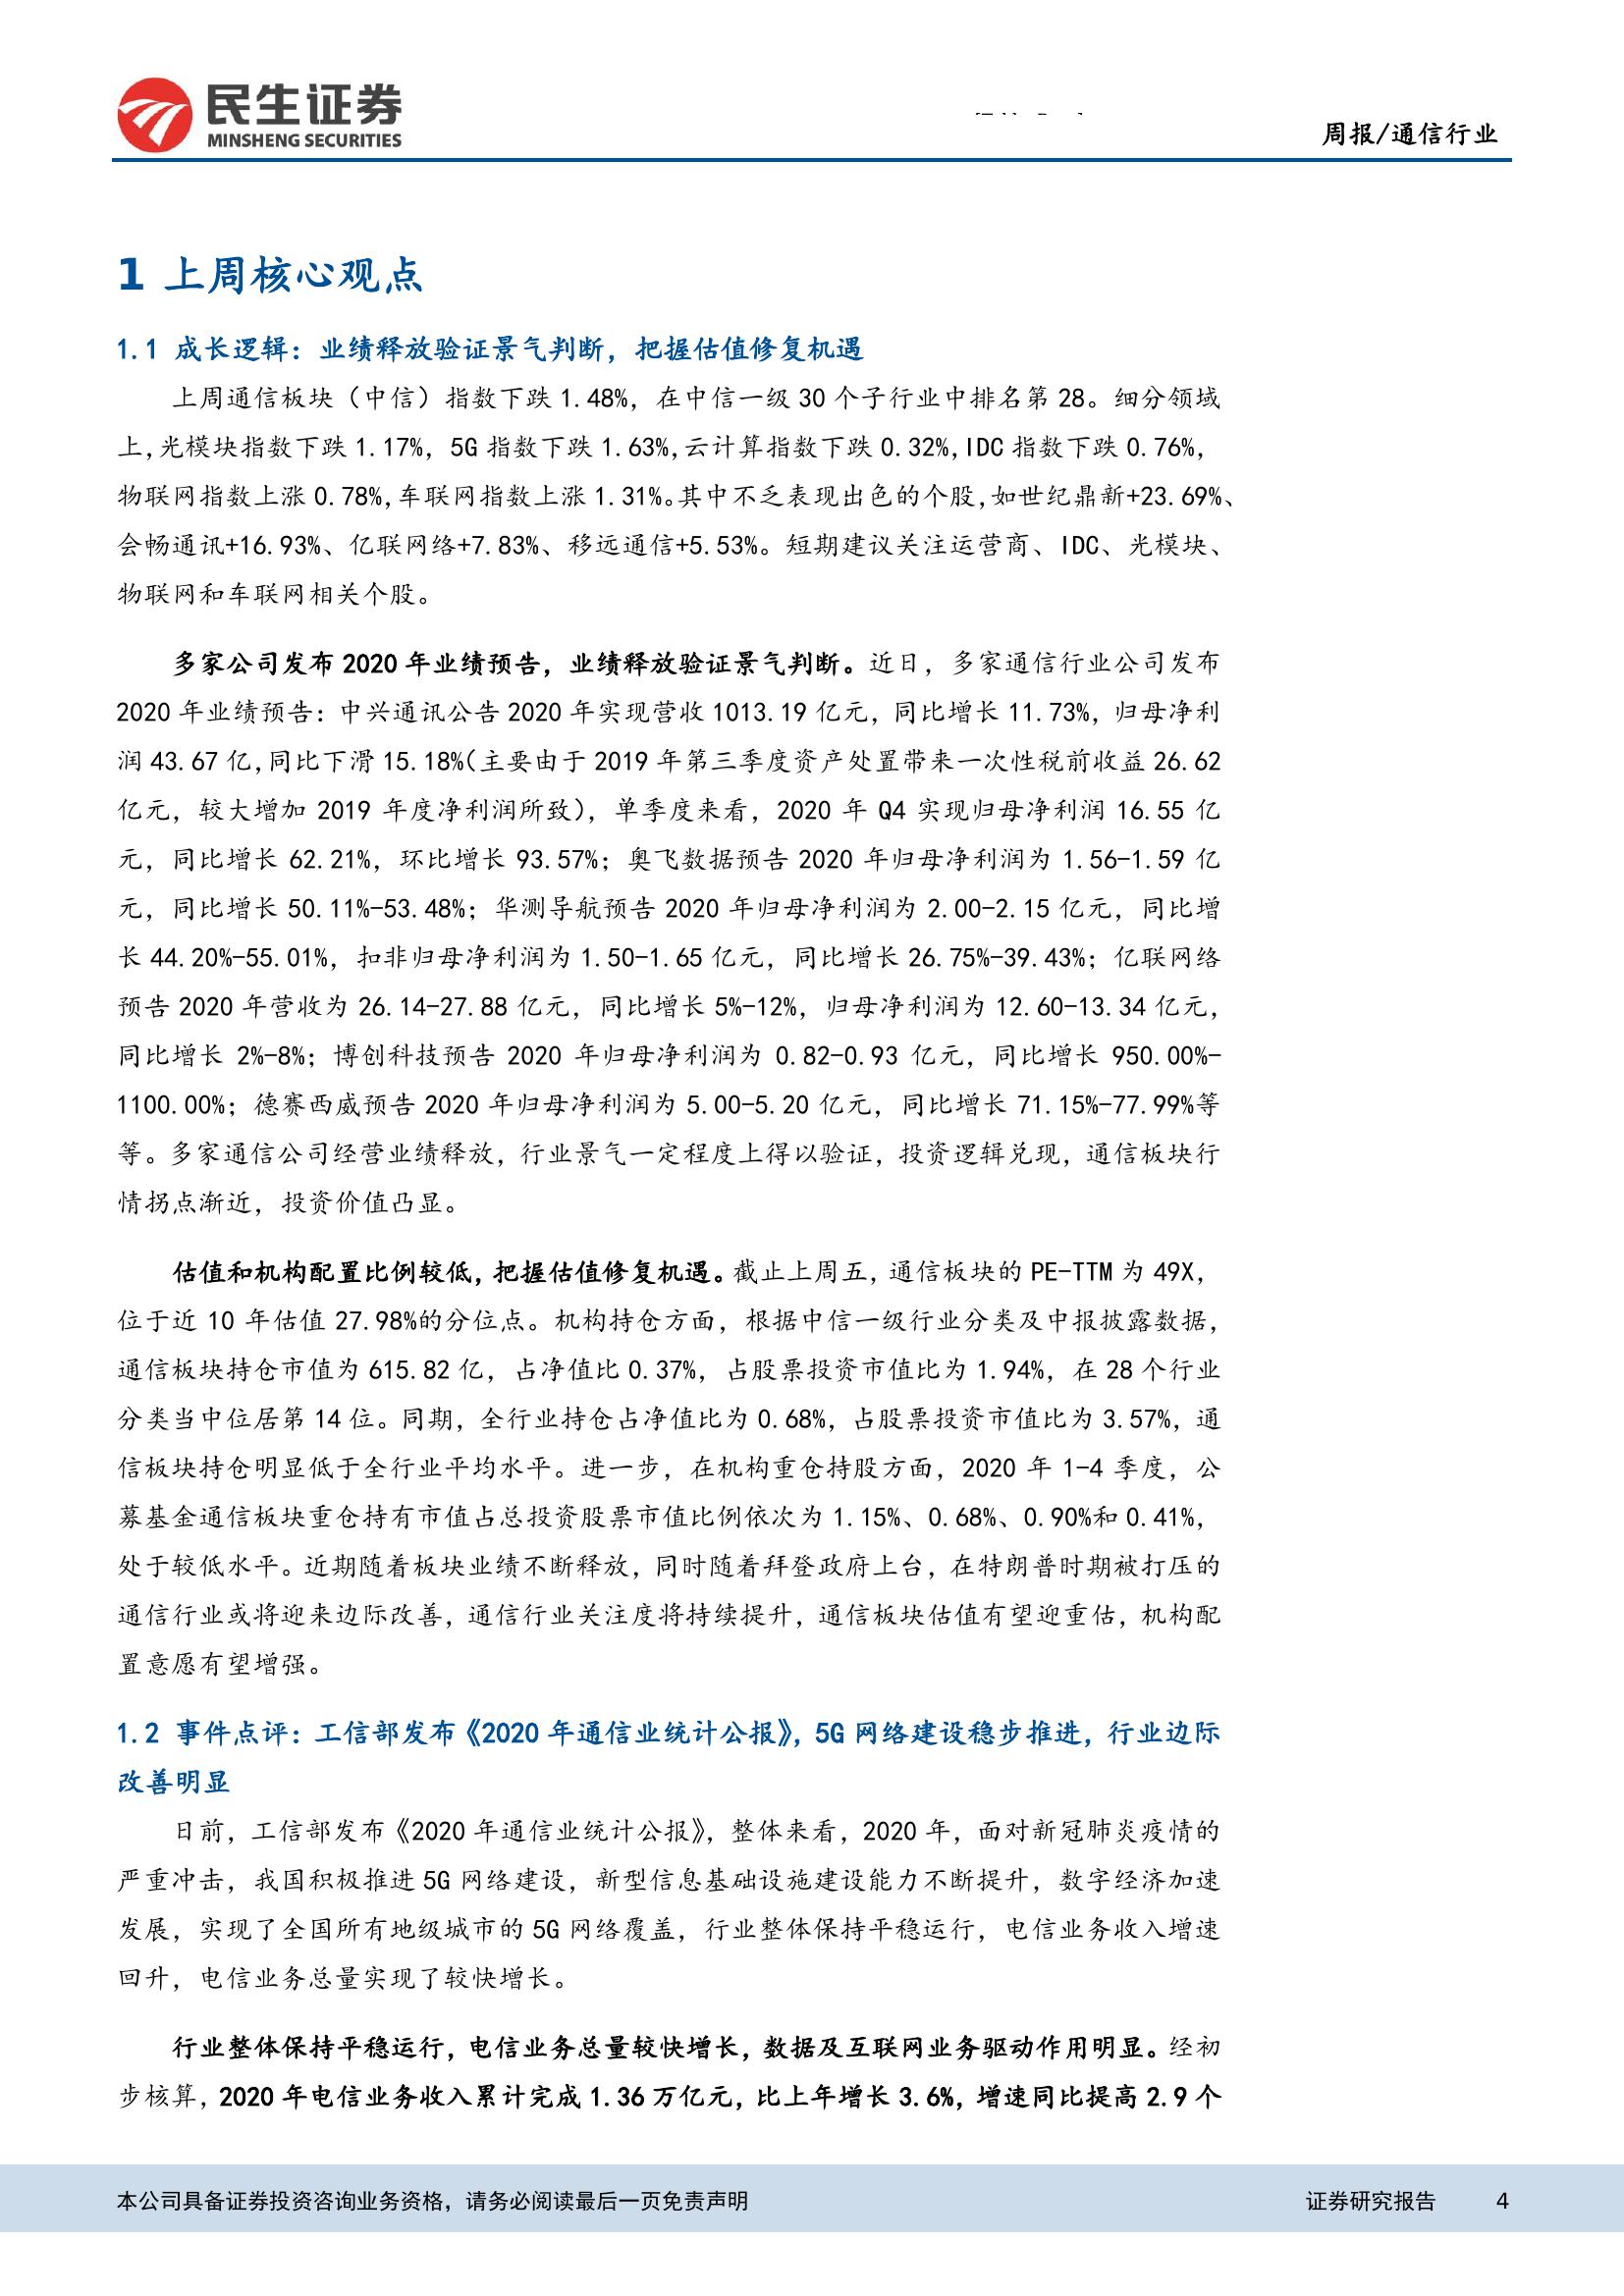 民生证券
MINSHENG SECURITIES
周报/通信行业
1 上周核心观点
1.1 成长逻辑：业绩释放验证景气判断，把握估值修复机遇
上周通信板块（中信）指数下跌 1.48%，在中信一级 30 个子行业中排名第 28。细分领域
上,光模块指数下跌 1.17%，5G 指数下跌 1.63%,云计算指数下跌 0.32%,IDC 指数下跌 0.76%，
物联网指数上涨 0.78%,车联网指数上涨 1.31%。其中不乏表现出色的个股,如世纪鼎新+23.69%、
会畅通讯+16.93%、亿联网络+7.83%、移远通信+5.53%。短期建议关注运营商、IDC、光模块、
物联网和车联网相关个股。
多家公司发布 2020 年业绩预告，业绩释放验证景气判断。近日，多家通信行业公司发布
2020 年业绩预告：中兴通讯公告 2020 年实现营收 1013.19 亿元，同比增长 11.73%，归母净利
润 43.67 亿,同比下滑 15.18%（主要由于 2019 年第三季度资产处置带来一次性税前收益 26.62
亿元，较大增加 2019 年度净利润所致），单季度来看，2020 年 Q4 实现归母净利润 16.55 亿
元，同比增长 62.21%，环比增长 93.57%；奥飞数据预告 2020 年归母净利润为 1.56-1.59 亿
元，同比增长 50.11%-53.48%；华测导航预告 2020 年归母净利润为 2.00-2.15 亿元，同比增
长 44.20%-55.01%，扣非归母净利润为 1.50-1.65 亿元，同比增长 26.75%-39.43%；亿联网络
预告 2020 年营收为 26.14-27.88 亿元，同比增长 5%-12%，归母净利润为 12.60-13.34 亿元，
同比增长 2%-8%；博创科技预告 2020 年归母净利润为 0.82-0.93 亿元，同比增长 950.00%-
1100.00%；德赛西威预告 2020 年归母净利润为 5.00-5.20 亿元，同比增长 71.15%-77.99%等
等。多家通信公司经营业绩释放，行业景气一定程度上得以验证，投资逻辑兑现，通信板块行
情拐点渐近，投资价值凸显。
估值和机构配置比例较低，把握估值修复机遇。截止上周五，通信板块的 PE-TTM 为 49X，
位于近 10 年估值 27.98%的分位点。机构持仓方面，根据中信一级行业分类及中报披露数据，
通信板块持仓市值为 615.82 亿，占净值比 0.37%，占股票投资市值比为 1.94%，在 28 个行业
分类当中位居第 14 位。同期，全行业持仓占净值比为 0.68%，占股票投资市值比为 3.57%，通
信板块持仓明显低于全行业平均水平。进一步，在机构重仓持股方面，2020 年 1-4 季度，公
募基金通信板块重仓持有市值占总投资股票市值比例依次为 1.15%、0.68%、0.90%和 0.41%，
处于较低水平。近期随着板块业绩不断释放，同时随着拜登政府上台，在特朗普时期被打压的
通信行业或将迎来边际改善，通信行业关注度将持续提升，通信板块估值有望迎重估，机构配
置意愿有望增强。
1.2 事件点评：工信部发布《2020 年通信业统计公报》，5G 网络建设稳步推进，行业边际
改善明显
日前，工信部发布《2020 年通信业统计公报》，整体来看，2020 年，面对新冠肺炎疫情的
严重冲击，我国积极推进 5G 网络建设，新型信息基础设施建设能力不断提升，数字经济加速
发展，实现了全国所有地级城市的 5G 网络覆盖，行业整体保持平稳运行，电信业务收入增速
回升，电信业务总量实现了较快增长。
行业整体保持平稳运行，电信业务总量较快增长，数据及互联网业务驱动作用明显。经初
步核算，2020 年电信业务收入累计完成 1.36 万亿元，比上年增长 3.6%，增速同比提高 2.9 个
本公司具备证券投资咨询业务资格，请务必阅读最后一页免责声明
证券研究报告 4